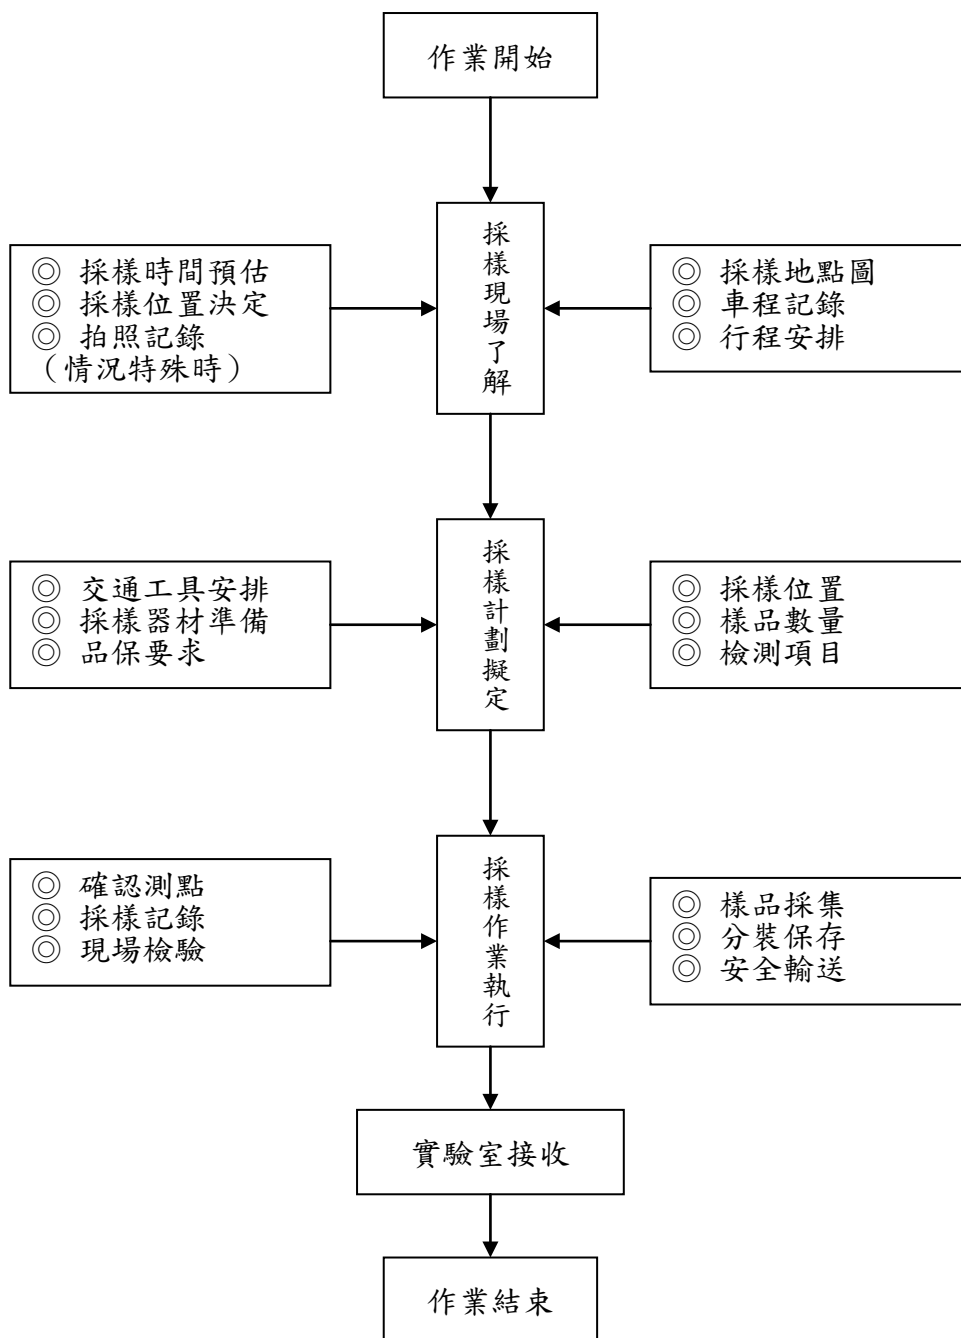 作業開始
採樣現場了解
◎ 採樣時間預估
◎ 採樣位置決定
◎ 拍照記錄
（情況特殊時）
◎ 採樣地點圖
◎ 車程記錄
◎ 行程安排
採樣計劃擬定
◎ 交通工具安排
◎ 採樣器材準備
◎ 品保要求
◎ 採樣位置
◎ 樣品數量
◎ 檢測項目
採樣作業執行
◎ 確認測點
◎ 採樣記錄
◎ 現場檢驗
◎ 樣品採集
◎ 分裝保存
◎ 安全輸送
實驗室接收
作業結束